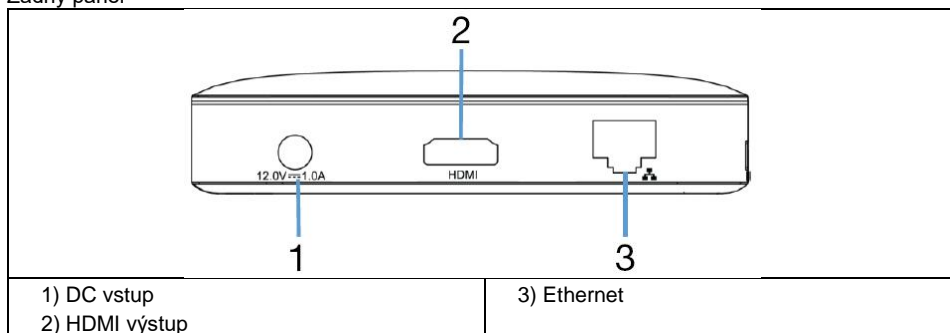 Zadný panel
2
12.0V⎓1.0A
HDMI
1
3
1) DC vstup
2) HDMI výstup
3) Ethernet